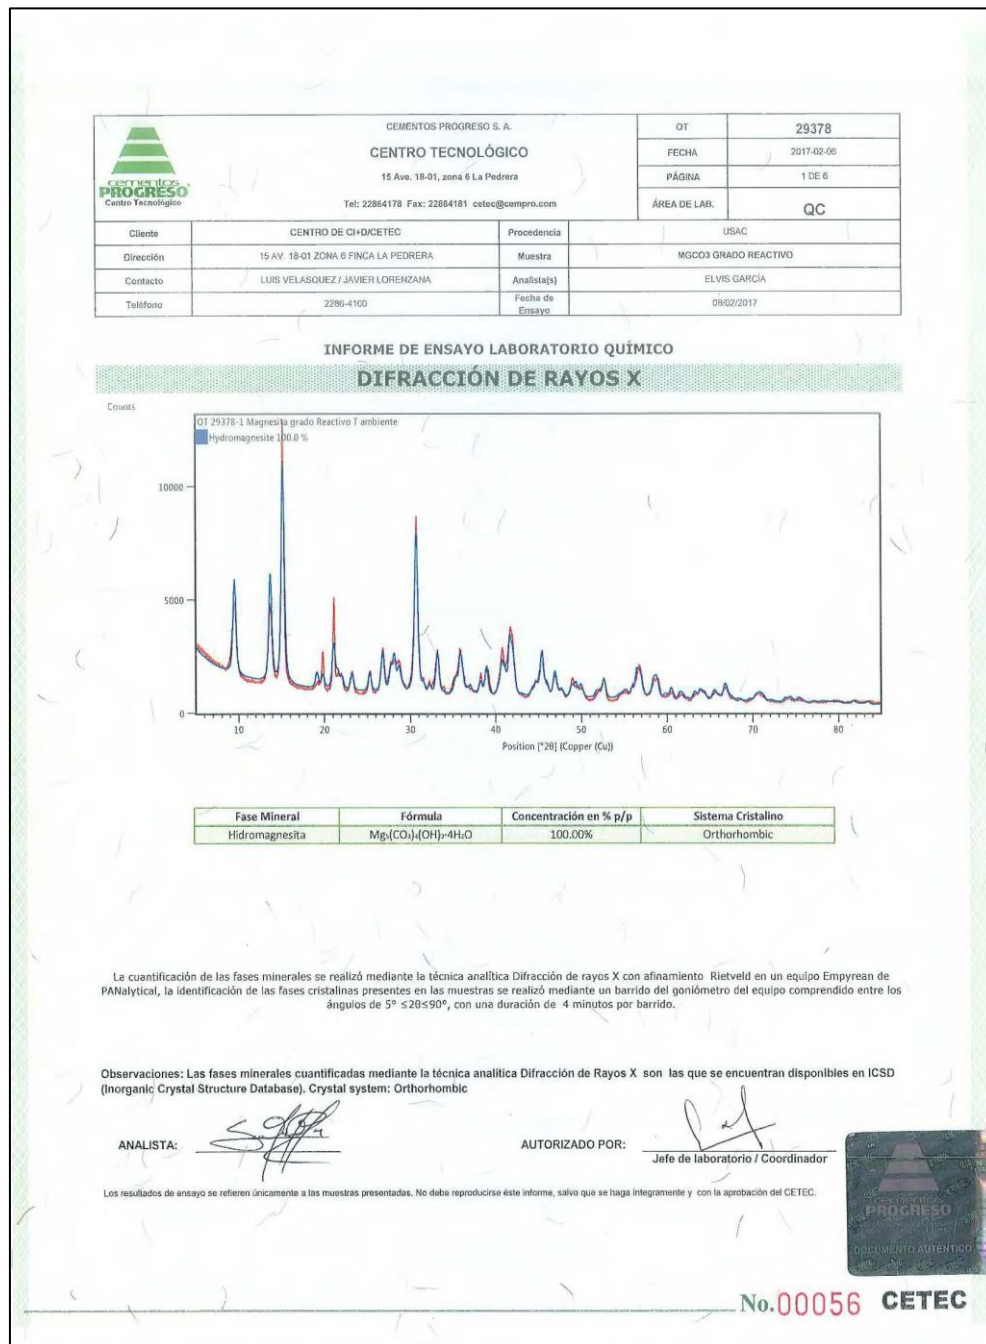 cementos
PROGRESO
Centro Tecnológico
CEMENTOS PROGRESO S. A.
CENTRO TECNOLÓGICO
15 Ave. 18-01, zona 6 La Pedrera
Tel: 22864178 Fax: 22864181 cetec@cempro.com
OT 29378
FECHA 2017-02-06
PÁGINA 1 DE 6
ÁREA DE LAB. QC
Cliente CENTRO DE CI+D/CETEC Procedencia USAC
Dirección 15 AV. 18-01 ZONA 6 FINCA LA PEDRERA Muestra MGCO3 GRADO REACTIVO
Contacto LUIS VELASQUEZ / JAVIER LORENZANA Analista(s) ELVIS GARCÍA
Teléfono 2286-4100 Fecha de Ensayo 08/02/2017
INFORME DE ENSAYO LABORATORIO QUÍMICO
DIFRACCIÓN DE RAYOS X
Counts
OT 29378-1 Magnesita grado Reactivo T ambiente
Hydromagnesite 100.0 %
10000
5000
0
10 20 30 40 50 60 70 80
Position [°2θ] (Copper (Cu))
Fase Mineral Fórmula Concentración en % p/p Sistema Cristalino
Hidromagnesita Mg₅(CO₃)₄(OH)₂·4H₂O 100.00% Orthorhombic
La cuantificación de las fases minerales se realizó mediante la técnica analítica Difracción de rayos X con afinamiento Rietveld en un equipo Empyrean de
PANalytical, la identificación de las fases cristalinas presentes en las muestras se realizó mediante un barrido del goniómetro del equipo comprendido entre los
ángulos de 5° ≤2θ≤90°, con una duración de 4 minutos por barrido.
Observaciones: Las fases minerales cuantificadas mediante la técnica analítica Difracción de Rayos X son las que se encuentran disponibles en ICSD
(Inorganic Crystal Structure Database). Crystal system: Orthorhombic
ANALISTA:
AUTORIZADO POR:
Jefe de laboratorio / Coordinador
Los resultados de ensayo se refieren únicamente a las muestras presentadas. No debe reproducirse éste informe, salvo que se haga integramente y con la aprobación del CETEC.
cementos
PROGRESO
DOCUMENTO AUTÉNTICO
No.00056 CETEC